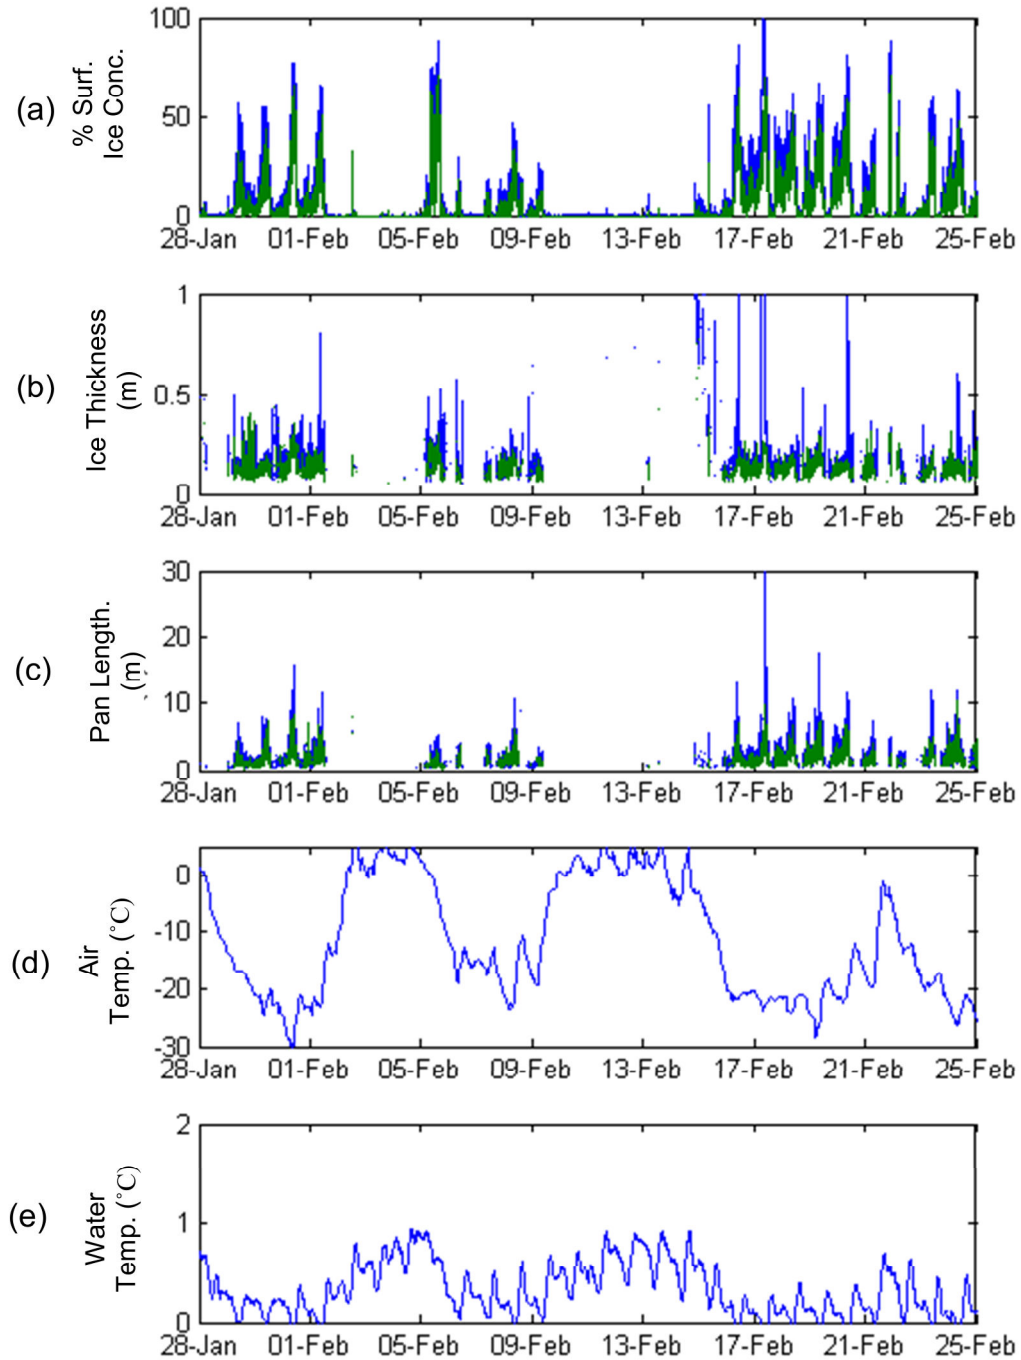 (a)
% Surf.
Ice Conc.
100
50
0
28-Jan 01-Feb 05-Feb 09-Feb 13-Feb 17-Feb 21-Feb 25-Feb
(b)
Ice Thickness
(m)
1
0.5
0
28-Jan 01-Feb 05-Feb 09-Feb 13-Feb 17-Feb 21-Feb 25-Feb
(c)
Pan Length.
(m)
30
20
10
0
28-Jan 01-Feb 05-Feb 09-Feb 13-Feb 17-Feb 21-Feb 25-Feb
(d)
Air
Temp. (°C)
0
-10
-20
-30
28-Jan 01-Feb 05-Feb 09-Feb 13-Feb 17-Feb 21-Feb 25-Feb
(e)
Water
Temp. (°C)
2
1
0
28-Jan 01-Feb 05-Feb 09-Feb 13-Feb 17-Feb 21-Feb 25-Feb